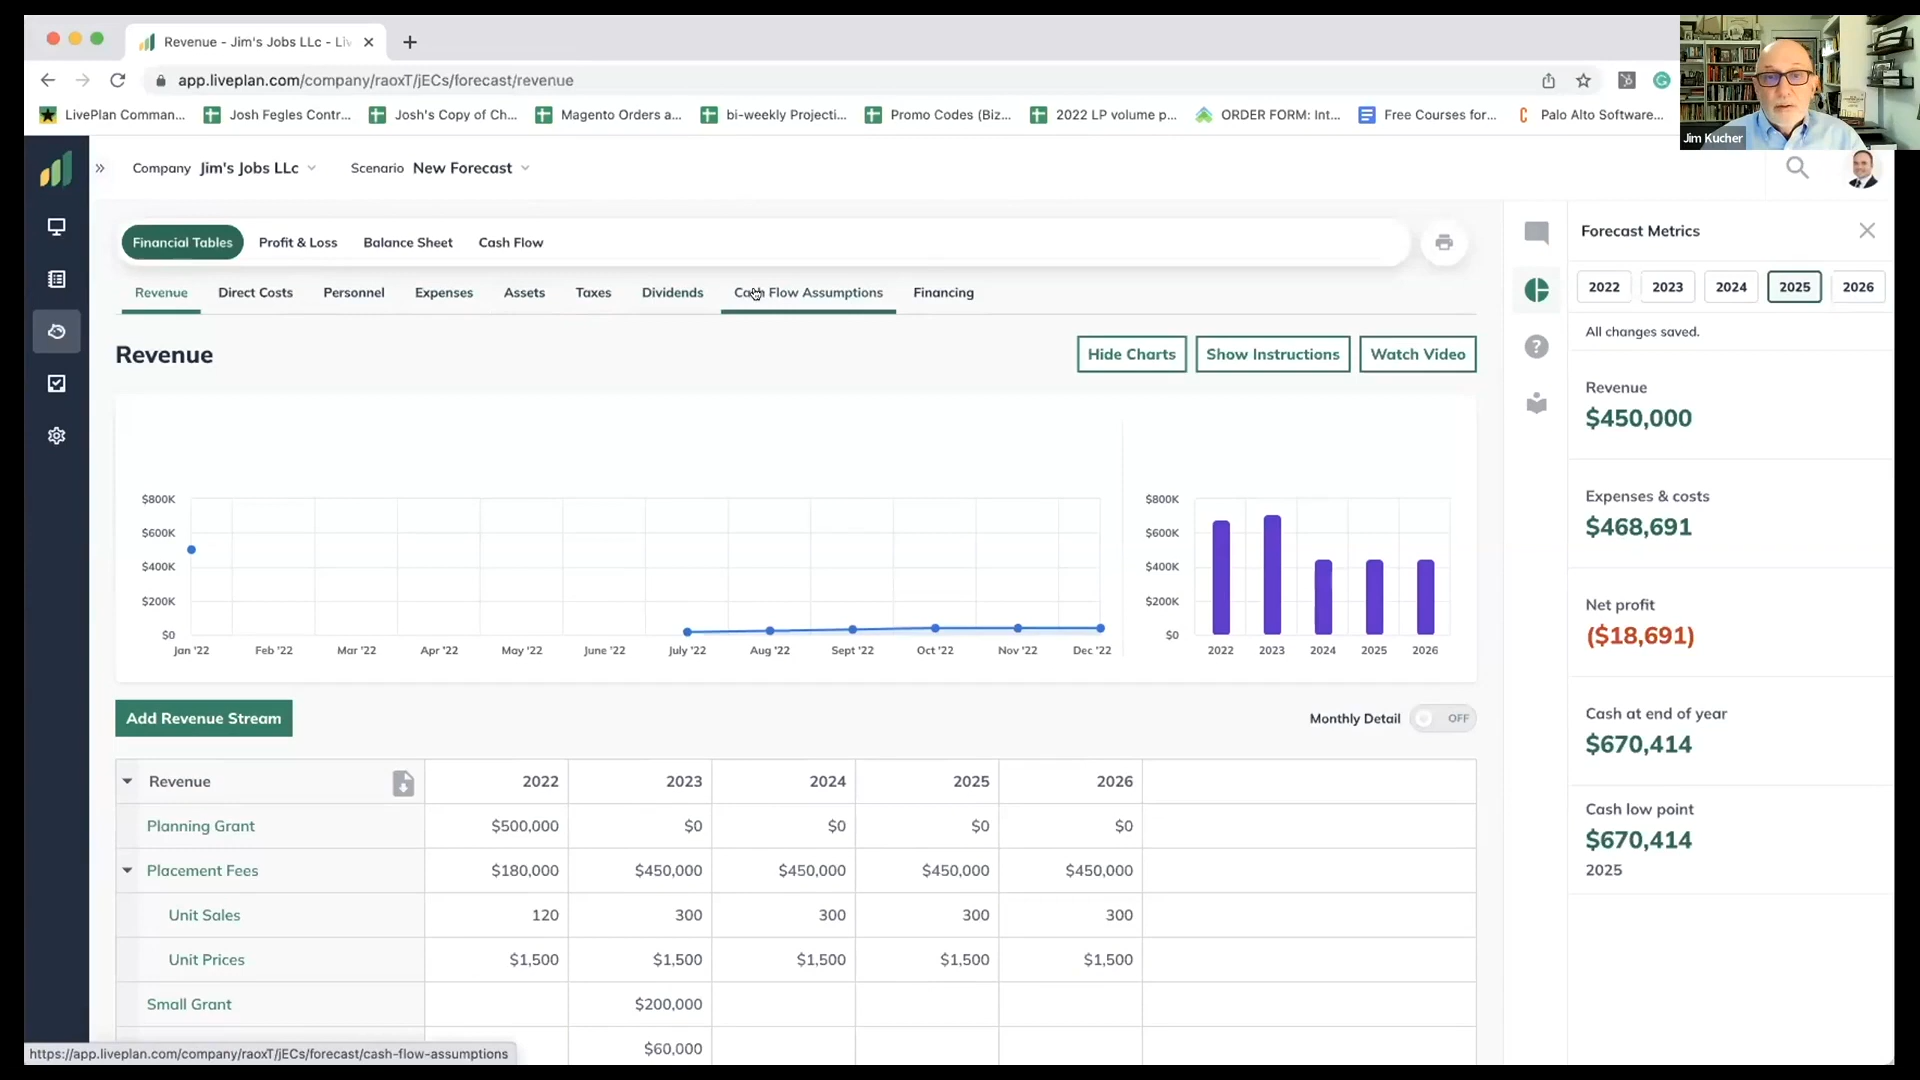 Revenue - Jim's Jobs LLc - Liv
app.liveplan.com/company/raoxT/jECs/forecast/revenue
LivePlan Comman... Josh Fegles Contr... Josh's Copy of Ch... Magento Orders a... bi-weekly Projecti... Promo Codes (Biz... 2022 LP volume p... ORDER FORM: Int... Free Courses for... Palo Alto Software...
Jim Kucher
Company Jim's Jobs LLc Scenario New Forecast
Financial Tables Profit & Loss Balance Sheet Cash Flow
Revenue Direct Costs Personnel Expenses Assets Taxes Dividends Cash Flow Assumptions Financing
Revenue
Hide Charts Show Instructions Watch Video
$800K
$600K
$400K
$200K
$0
Jan '22 Feb '22 Mar '22 Apr '22 May '22 June '22 July '22 Aug '22 Sept '22 Oct '22 Nov '22 Dec '22
$800K
$600K
$400K
$200K
$0
2022 2023 2024 2025 2026
Add Revenue Stream
Monthly Detail OFF
Revenue 2022 2023 2024 2025 2026
Planning Grant $500,000 $0 $0 $0 $0
Placement Fees $180,000 $450,000 $450,000 $450,000 $450,000
Unit Sales 120 300 300 300 300
Unit Prices $1,500 $1,500 $1,500 $1,500 $1,500
Small Grant $200,000
$60,000
https://app.liveplan.com/company/raoxT/jECs/forecast/cash-flow-assumptions
Forecast Metrics
2022 2023 2024 2025 2026
All changes saved.
Revenue
$450,000
Expenses & costs
$468,691
Net profit
($18,691)
Cash at end of year
$670,414
Cash low point
$670,414
2025